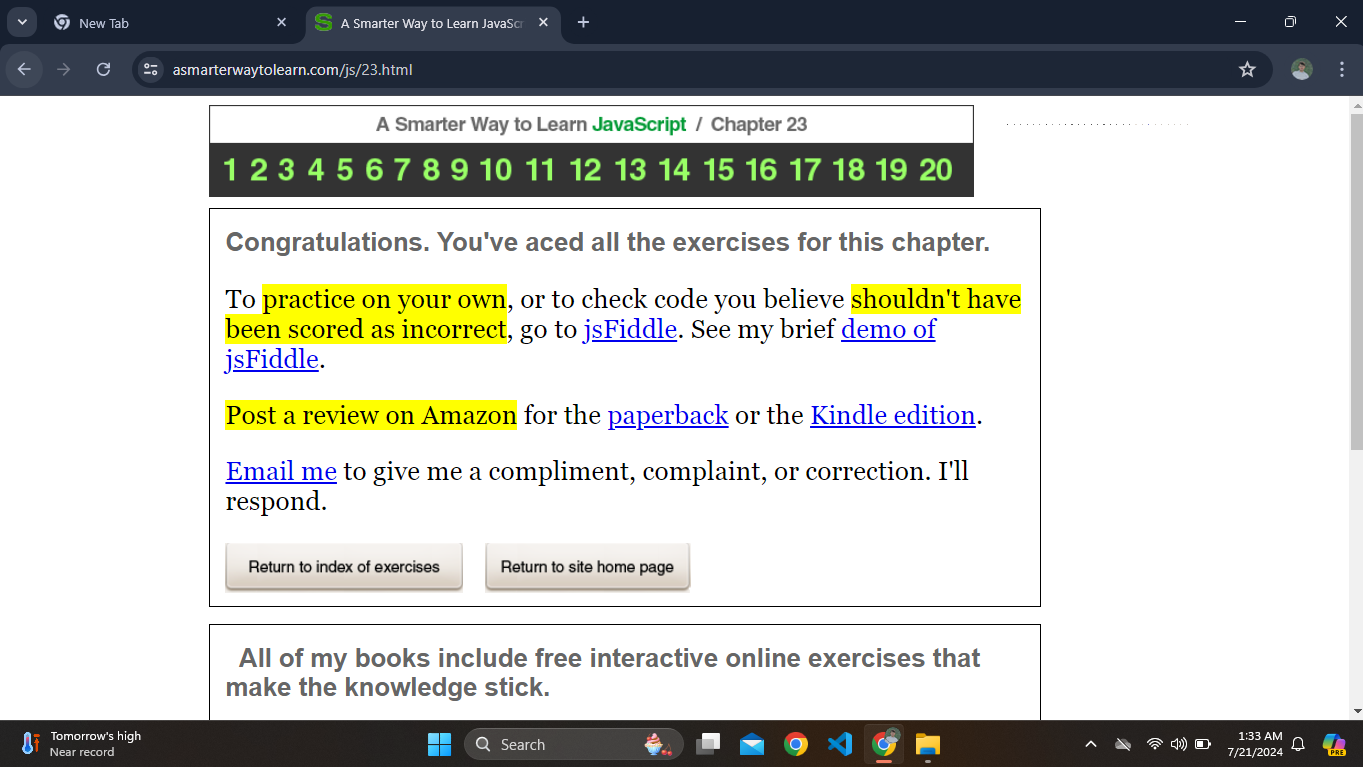 New Tab
A Smarter Way to Learn JavaSc
asmarterwaytolearn.com/js/23.html
A Smarter Way to Learn JavaScript / Chapter 23
1 2 3 4 5 6 7 8 9 10 11 12 13 14 15 16 17 18 19 20
Congratulations. You've aced all the exercises for this chapter.
To practice on your own, or to check code you believe shouldn't have
been scored as incorrect, go to jsFiddle. See my brief demo of
jsFiddle.
Post a review on Amazon for the paperback or the Kindle edition.
Email me to give me a compliment, complaint, or correction. I'll
respond.
Return to index of exercises
Return to site home page
All of my books include free interactive online exercises that
make the knowledge stick.
Tomorrow's high
Near record
Search
1:33 AM
7/21/2024
PRE